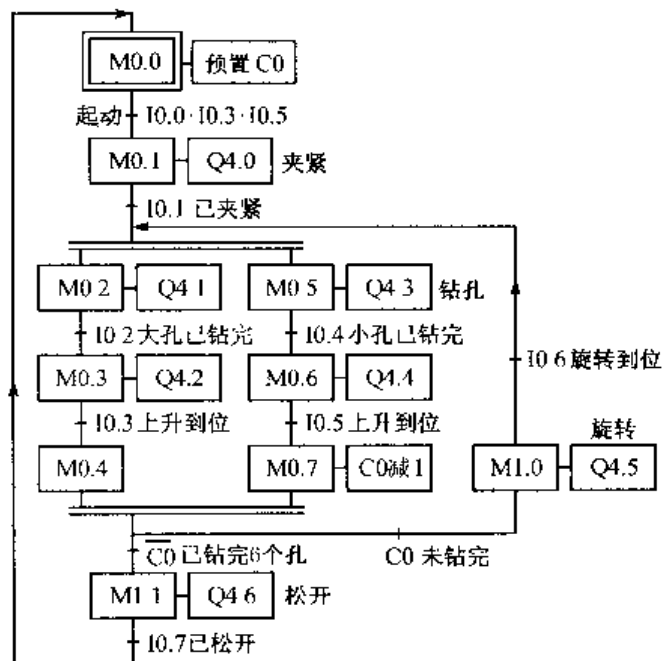 M0.0 预置 C0
起动 I0.0·I0.3·I0.5
M0.1 Q4.0 夹紧
I0.1 已夹紧
M0.2 Q4.1 M0.5 Q4.3 钻孔
I0.2 大孔已钻完 I0.4 小孔已钻完 I0.6 旋转到位
M0.3 Q4.2 M0.6 Q4.4
I0.3 上升到位 I0.5 上升到位 旋转
M0.4 M0.7 C0减1 M1.0 Q4.5
C̅0̅ 已钻完6个孔 C0 未钻完
M1.1 Q4.6 松开
I0.7 已松开